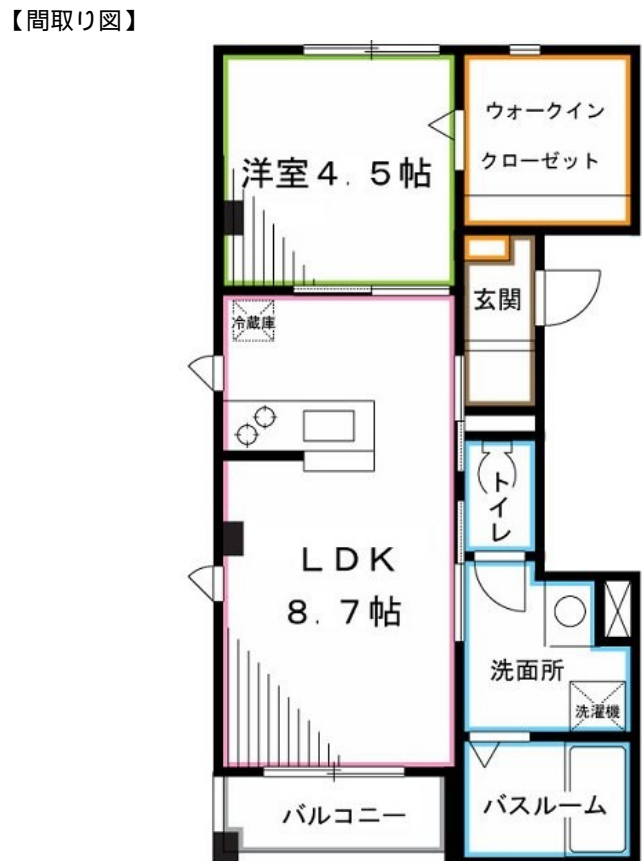 【間取り図】
ウォークイン
クローゼット
洋室4.5帖
玄関
冷蔵庫
トイレ
LDK
8.7帖
洗面所
洗濯機
バルコニー
バスルーム